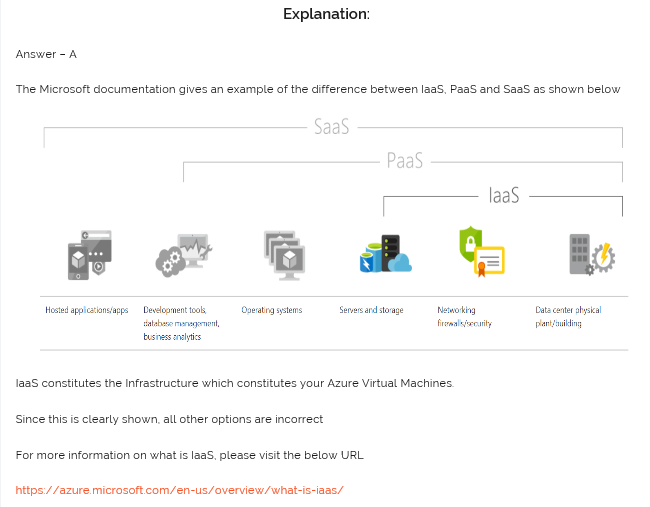 Explanation:
Answer – A
The Microsoft documentation gives an example of the difference between IaaS, PaaS and SaaS as shown below
SaaS
PaaS
IaaS
Hosted applications/apps
Development tools,
database management,
business analytics
Operating systems
Servers and storage
Networking
firewalls/security
Data center physical
plant/building
IaaS constitutes the Infrastructure which constitutes your Azure Virtual Machines.
Since this is clearly shown, all other options are incorrect
For more information on what is IaaS, please visit the below URL
https://azure.microsoft.com/en-us/overview/what-is-iaas/